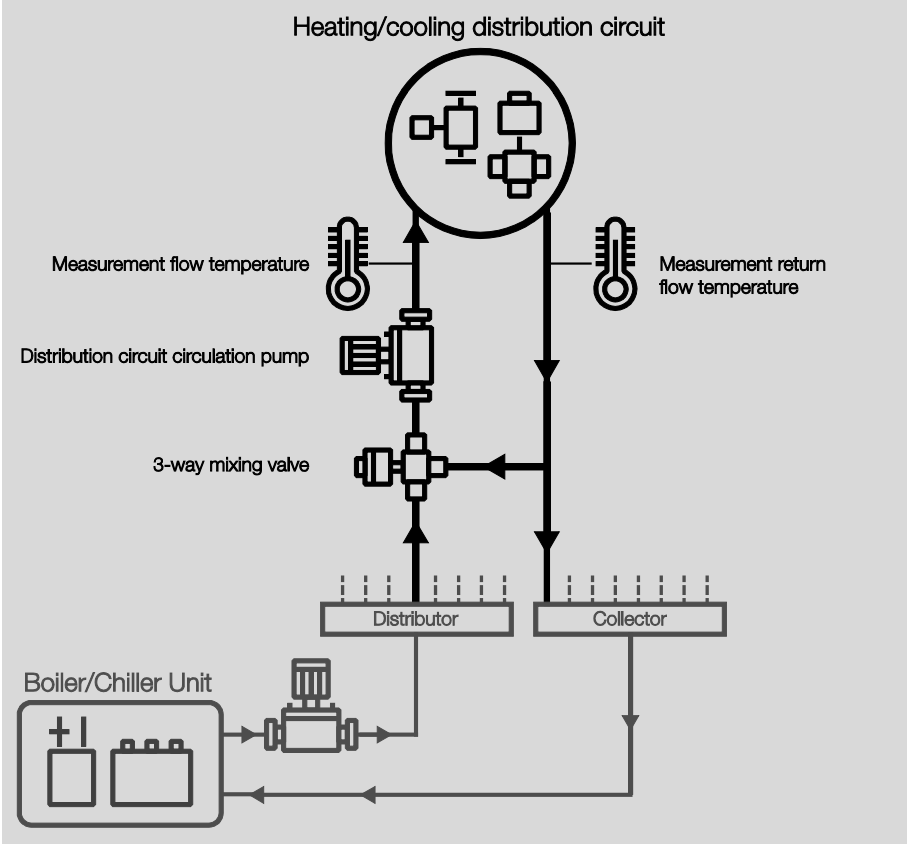 Heating/cooling distribution circuit
Measurement flow temperature
Measurement return
flow temperature
Distribution circuit circulation pump
3-way mixing valve
Distributor
Collector
Boiler/Chiller Unit